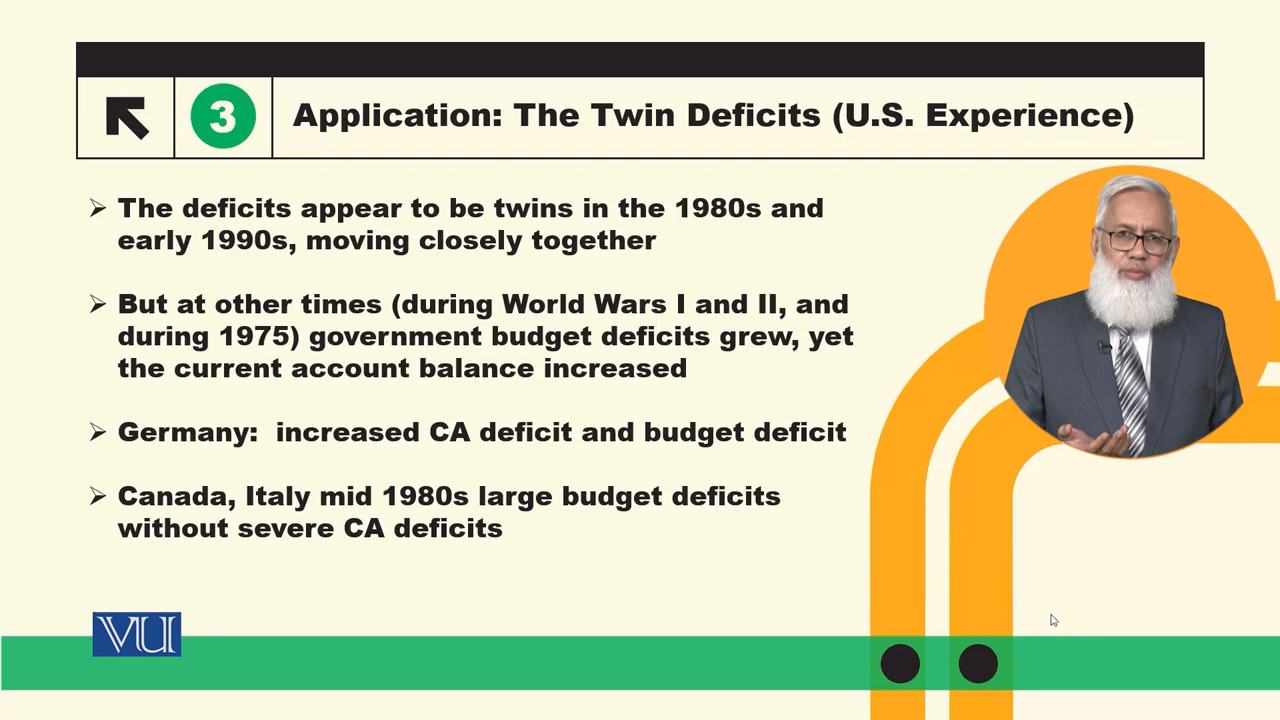 3
Application: The Twin Deficits (U.S. Experience)
➢ The deficits appear to be twins in the 1980s and
early 1990s, moving closely together
➢ But at other times (during World Wars I and II, and
during 1975) government budget deficits grew, yet
the current account balance increased
➢ Germany:  increased CA deficit and budget deficit
➢ Canada, Italy mid 1980s large budget deficits
without severe CA deficits
VU